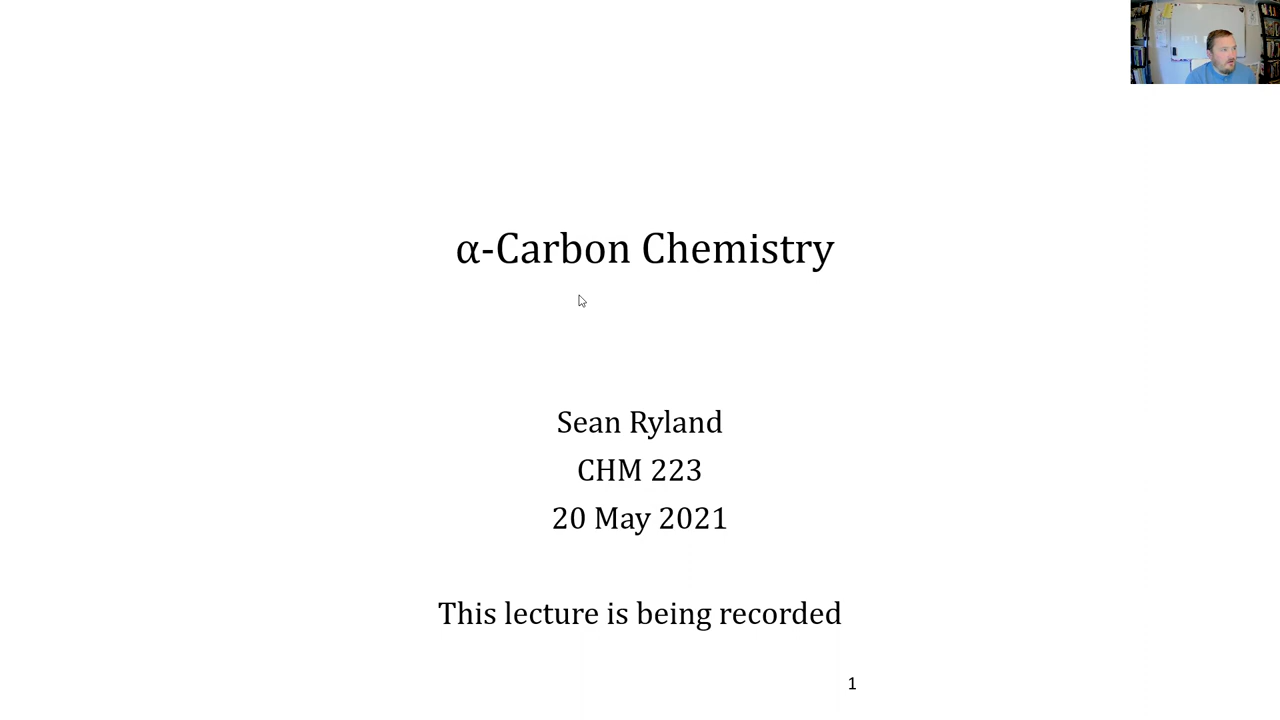 α-Carbon Chemistry
Sean Ryland
CHM 223
20 May 2021
This lecture is being recorded
1